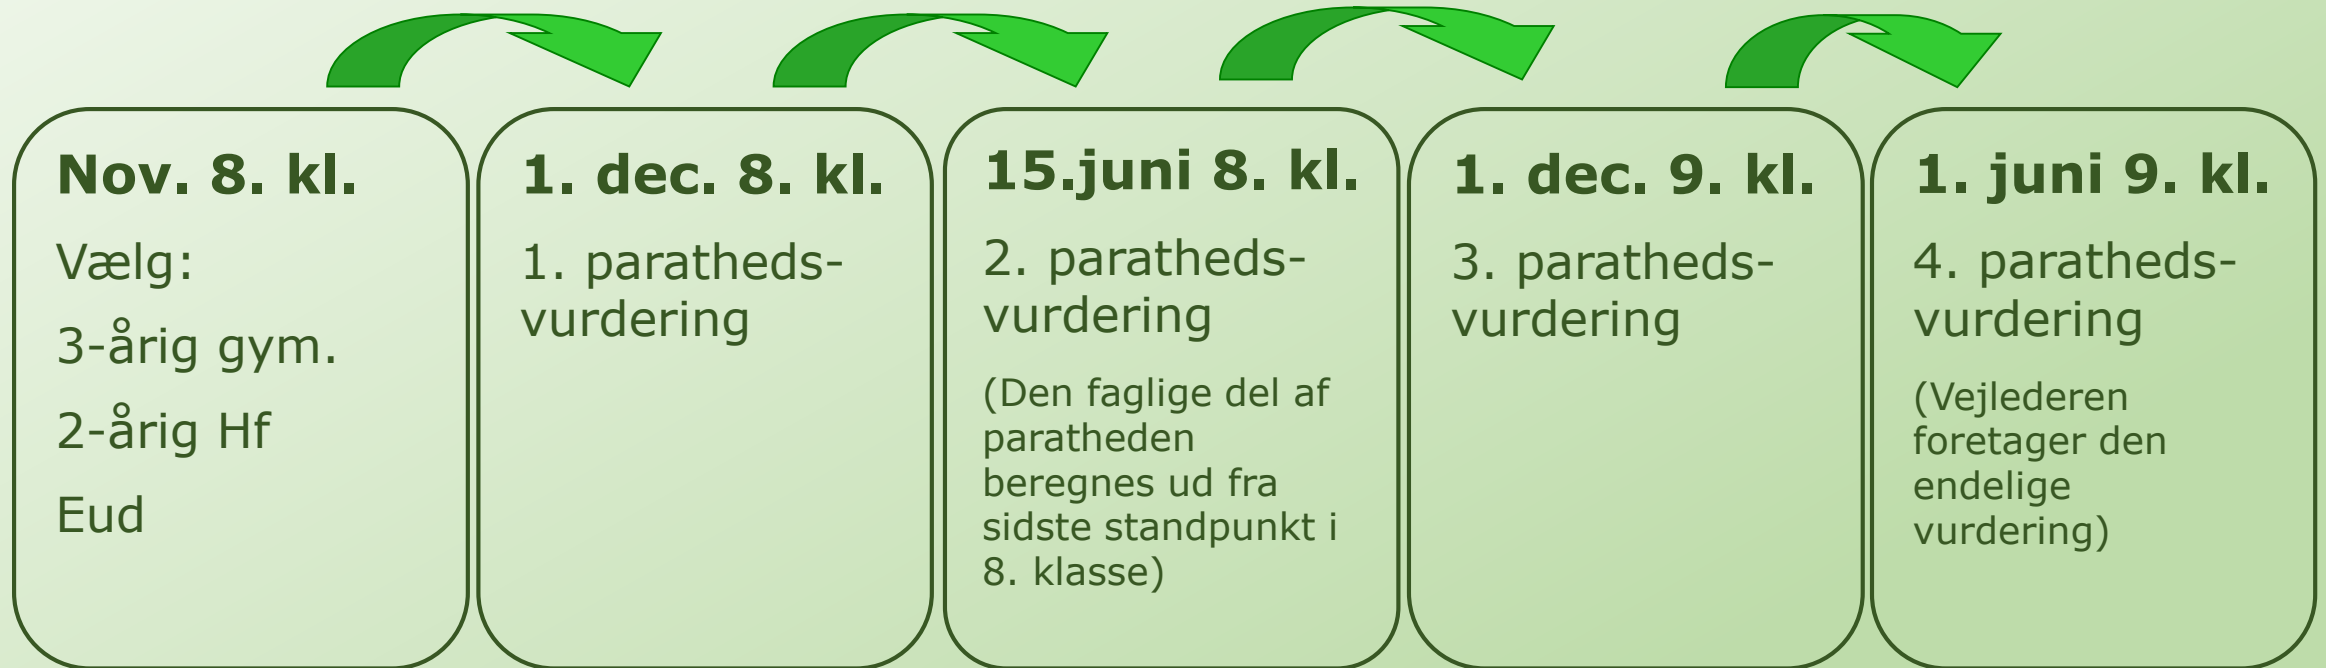 Nov. 8. kl.
Vælg:
3-årig gym.
2-årig Hf
Eud
1. dec. 8. kl.
1. paratheds-
vurdering
15.juni 8. kl.
2. paratheds-
vurdering
(Den faglige del af
paratheden
beregnes ud fra
sidste standpunkt i
8. klasse)
1. dec. 9. kl.
3. paratheds-
vurdering
1. juni 9. kl.
4. paratheds-
vurdering
(Vejlederen
foretager den
endelige
vurdering)